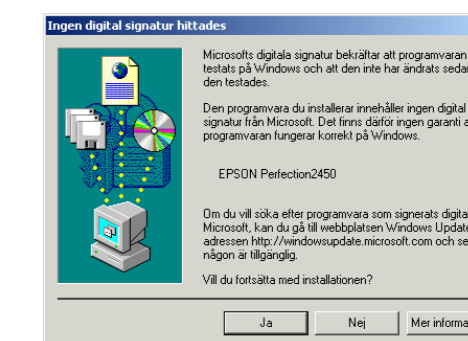 Ingen digital signatur hittades
Microsofts digitala signatur bekräftar att programvaran
testats på Windows och att den inte har ändrats sedan
den testades.
Den programvara du installerar innehåller ingen digital
signatur från Microsoft. Det finns därför ingen garanti a
programvaran fungerar korrekt på Windows.
EPSON Perfection2450
Om du vill söka efter programvara som signerats digita
Microsoft, kan du gå till webbplatsen Windows Update
adressen http://windowsupdate.microsoft.com och se
någon är tillgänglig.
Vill du fortsätta med installationen?
Ja
Nej
Mer informa